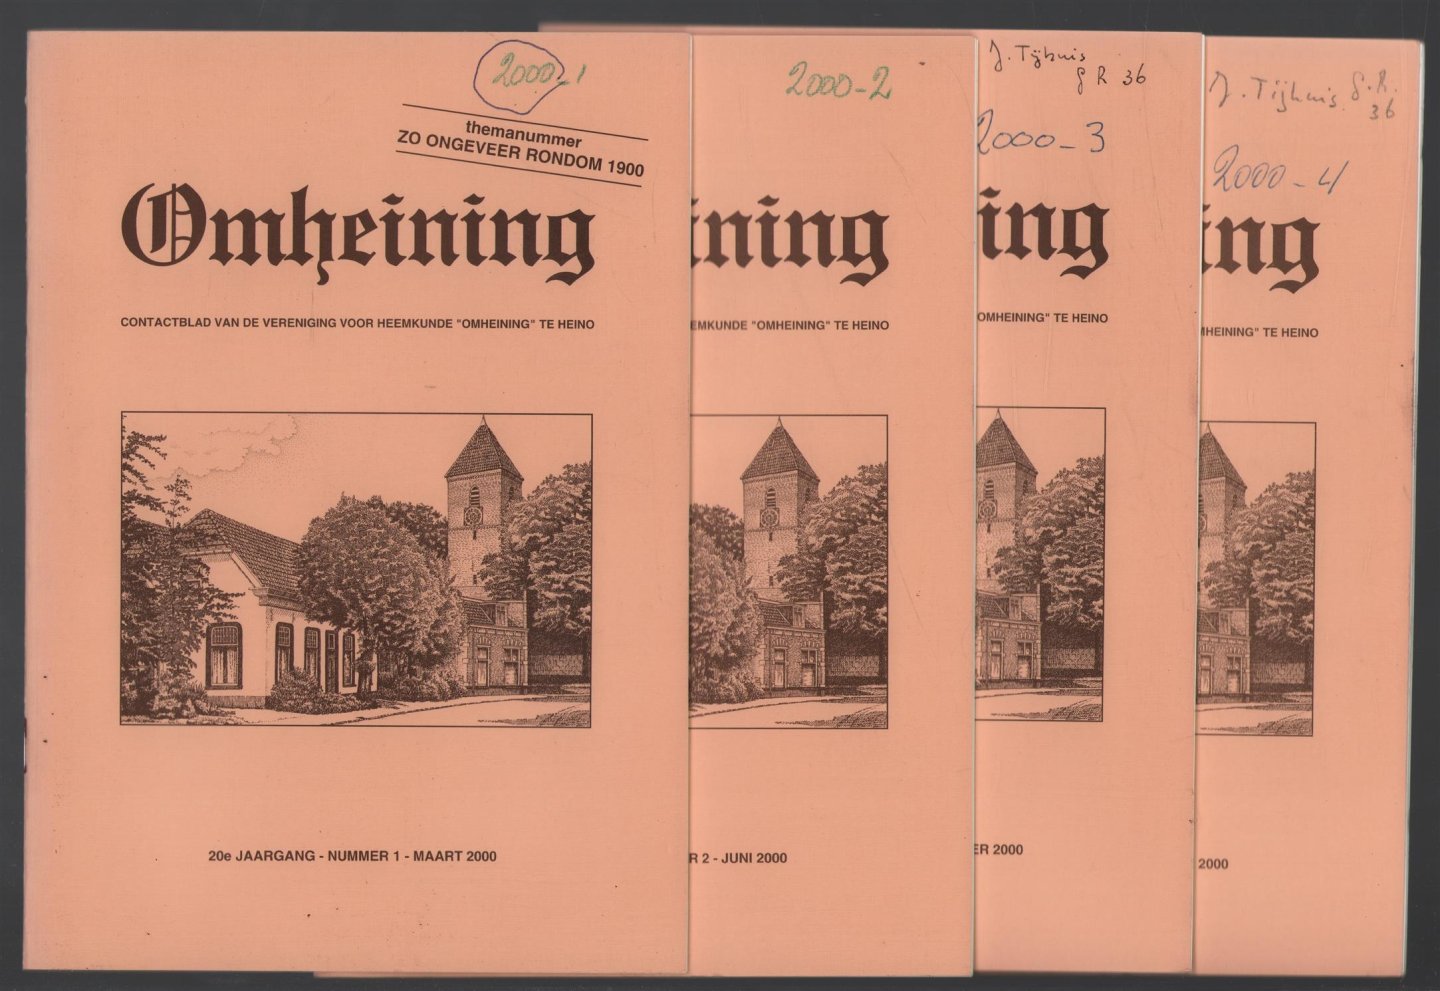 2000-1
themanummer
ZO ONGEVEER RONDOM 1900
Omheining
CONTACTBLAD VAN DE VERENIGING VOOR HEEMKUNDE "OMHEINING" TE HEINO
20e JAARGANG - NUMMER 1 - MAART 2000
2000-2
ining
EMKUNDE "OMHEINING" TE HEINO
R 2 - JUNI 2000
J. Tijhuis
G R 36
2000-3
ing
OMHEINING" TE HEINO
ER 2000
J. Tijhuis. G.R.
36
2000-4
ng
HEINING" TE HEINO
2000